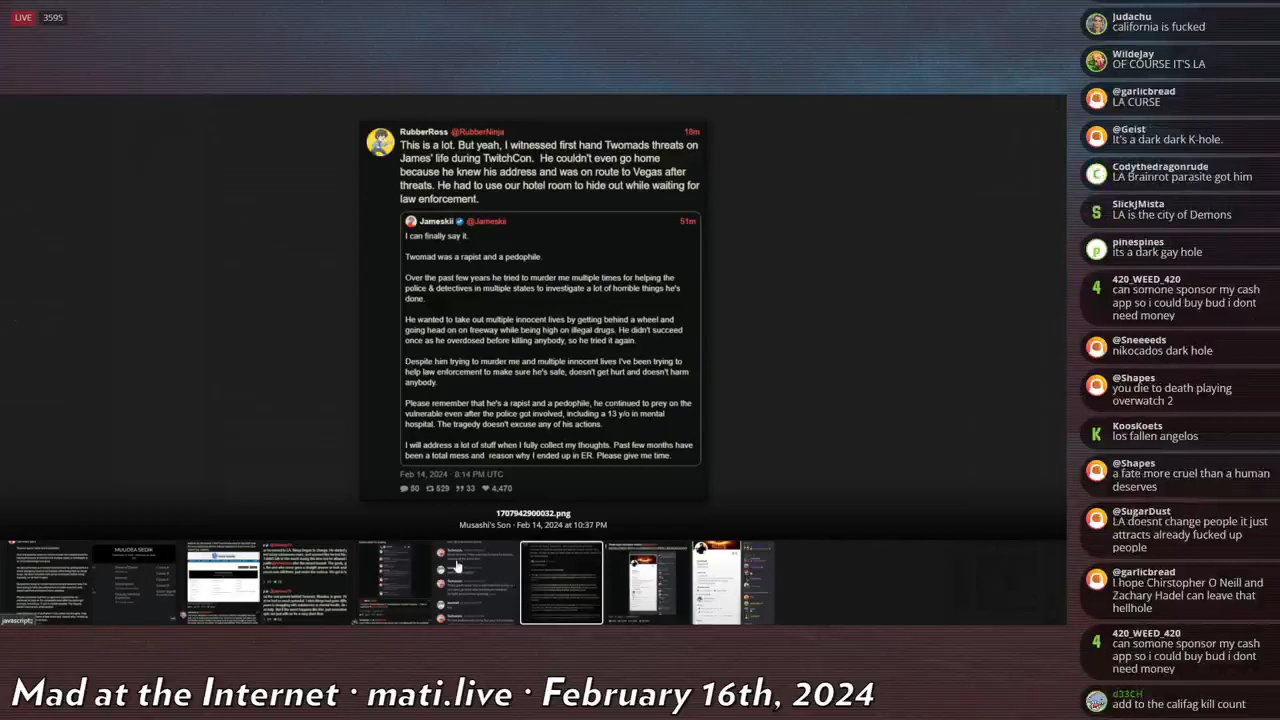 LIVE 3595
RubberRoss @RubberNinja 18m
This is a lot. But yeah, I witnessed first hand Twomads threats on
James' life during TwitchCon. He couldn't even go home
because he knew his address and was on route to Vegas after
threats. He had to use our hotel room to hide out while waiting for
law enforcement.
Jameskii @Jameskii 51m
I can finally say it.
Twomad was a rapist and a pedophile.
Over the past few years he tried to murder me multiple times for helping the
police & detectives in multiple states to investigate a lot of horrible things he's
done.
He wanted to take out multiple innocent lives by getting behind a wheel and
going head on on freeway while being high on illegal drugs. He didn't succeed
once as he overdosed before killing anybody, so he tried it again.
Despite him trying to murder me and multiple innocent lives I've been trying to
help law enforcement to make sure he's safe, doesn't get hurt and doesn't harm
anybody.
Please remember that he's a rapist and a pedophile, he continued to prey on the
vulnerable even after the police got involved, including a 13 y/o in mental
hospital. The tragedy doesn't excuse any of his actions.
I will address a lot of stuff when I fully collect my thoughts. Past few months have
been a total mess and reason why I ended up in ER. Please give me time.
Feb 14, 2024 · 8:14 PM UTC
50 529 33 4,470
1707942900032.png
Musashi's Son · Feb 14, 2024 at 10:37 PM
MUUDEA SEDIK
javascript:
Judachu
california is fucked
WildeJay
OF COURSE IT'S LA
@garlicbread
LA CURSE
@Geist
It's a dark dark K-hole.
Codythedragonrude
LA Brainrot parasite got him
SlickJMista
LA is the city of demons
pinespines
Its a dark gay hole
420_WEED_420
can somone sponsor my cash
app so i could buy bud i dont
need money
@Sneeeeds
nikocados dark hole
@Shapes
you die to death playing
overwatch 2
KoosKoets
los fallen angelos
@Shapes
a fate more cruel than a human
deserves
@SugarDust
LA doesn't change people it just
attracts already fucked up
people
@garlicbread
I hope Chirstopher O Neill and
Zachary Hadel can leave that
hellhole
420_WEED_420
can somone sponsor my cash
app so i could buy bud i dont
need money
d33CH
add to the califag kill count
Mad at the Internet · mati.live · February 16th, 2024